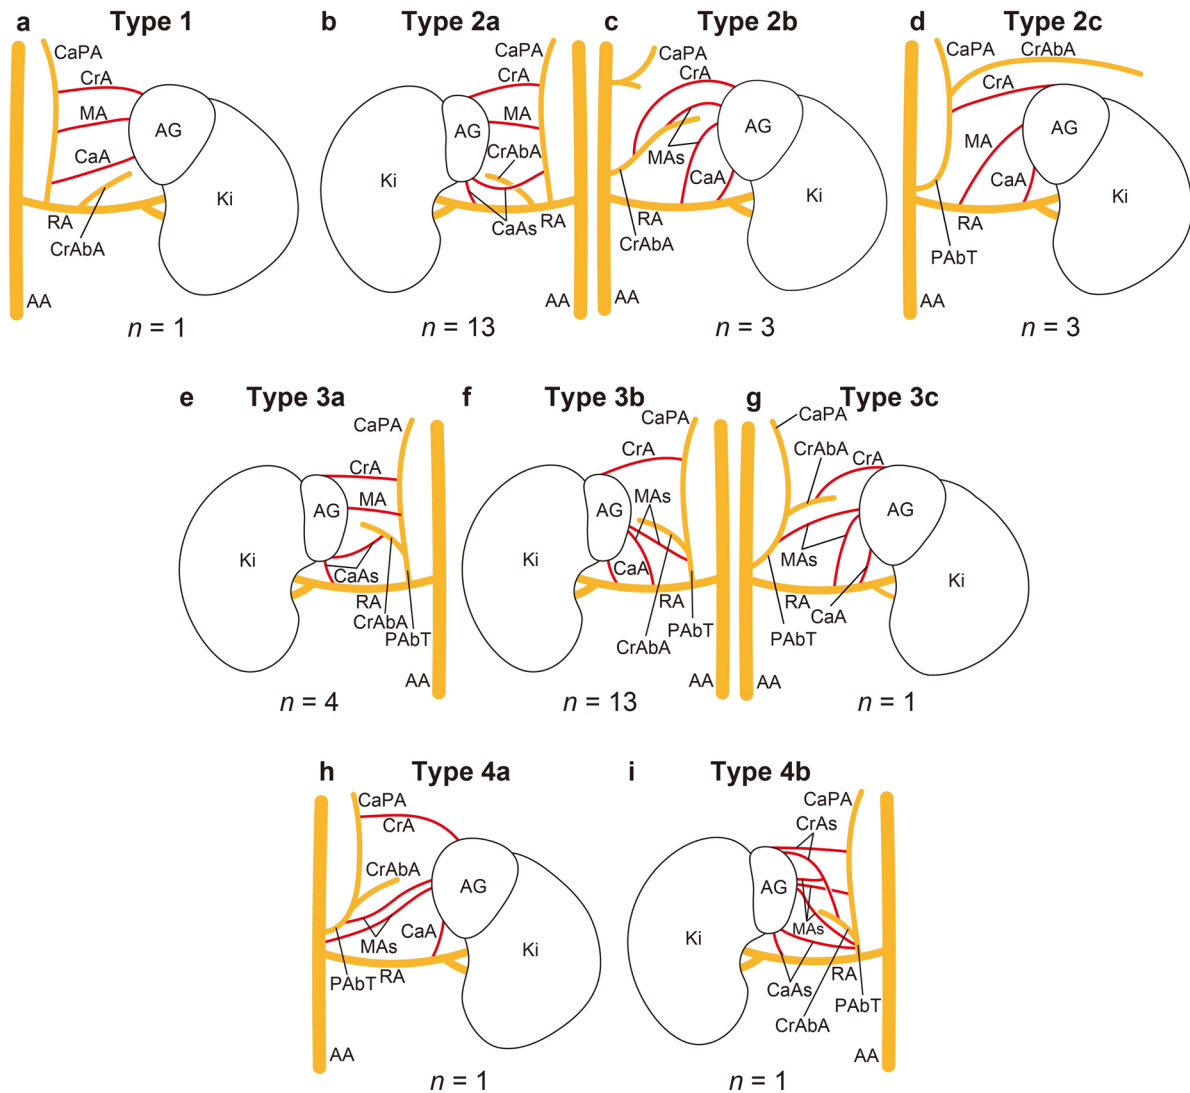 a Type 1
CaPA
CrA
MA
AG
CaA
Ki
RA
CrAbA
AA
n = 1
b Type 2a
CaPA
CrA
MA
AG
CrAbA
Ki
CaAs
RA
AA
n = 13
c Type 2b
CaPA
CrA
AG
MAs
CaA
Ki
RA
CrAbA
AA
n = 3
d Type 2c
CaPA
CrAbA
CrA
MA
AG
CaA
Ki
RA
PAbT
AA
n = 3
e Type 3a
CaPA
CrA
MA
AG
Ki
CaAs
RA
CrAbA
PAbT
AA
n = 4
f Type 3b
CaPA
CrA
MAs
AG
Ki
CaA
RA
PAbT
CrAbA
AA
n = 13
g Type 3c
CaPA
CrAbA
CrA
AG
MAs
Ki
RA
CaA
PAbT
AA
n = 1
h Type 4a
CaPA
CrA
CrAbA
AG
CaA
MAs
Ki
PAbT
RA
AA
n = 1
i Type 4b
CaPA
CrAs
AG
MAs
Ki
RA
CaAs
PAbT
CrAbA
AA
n = 1